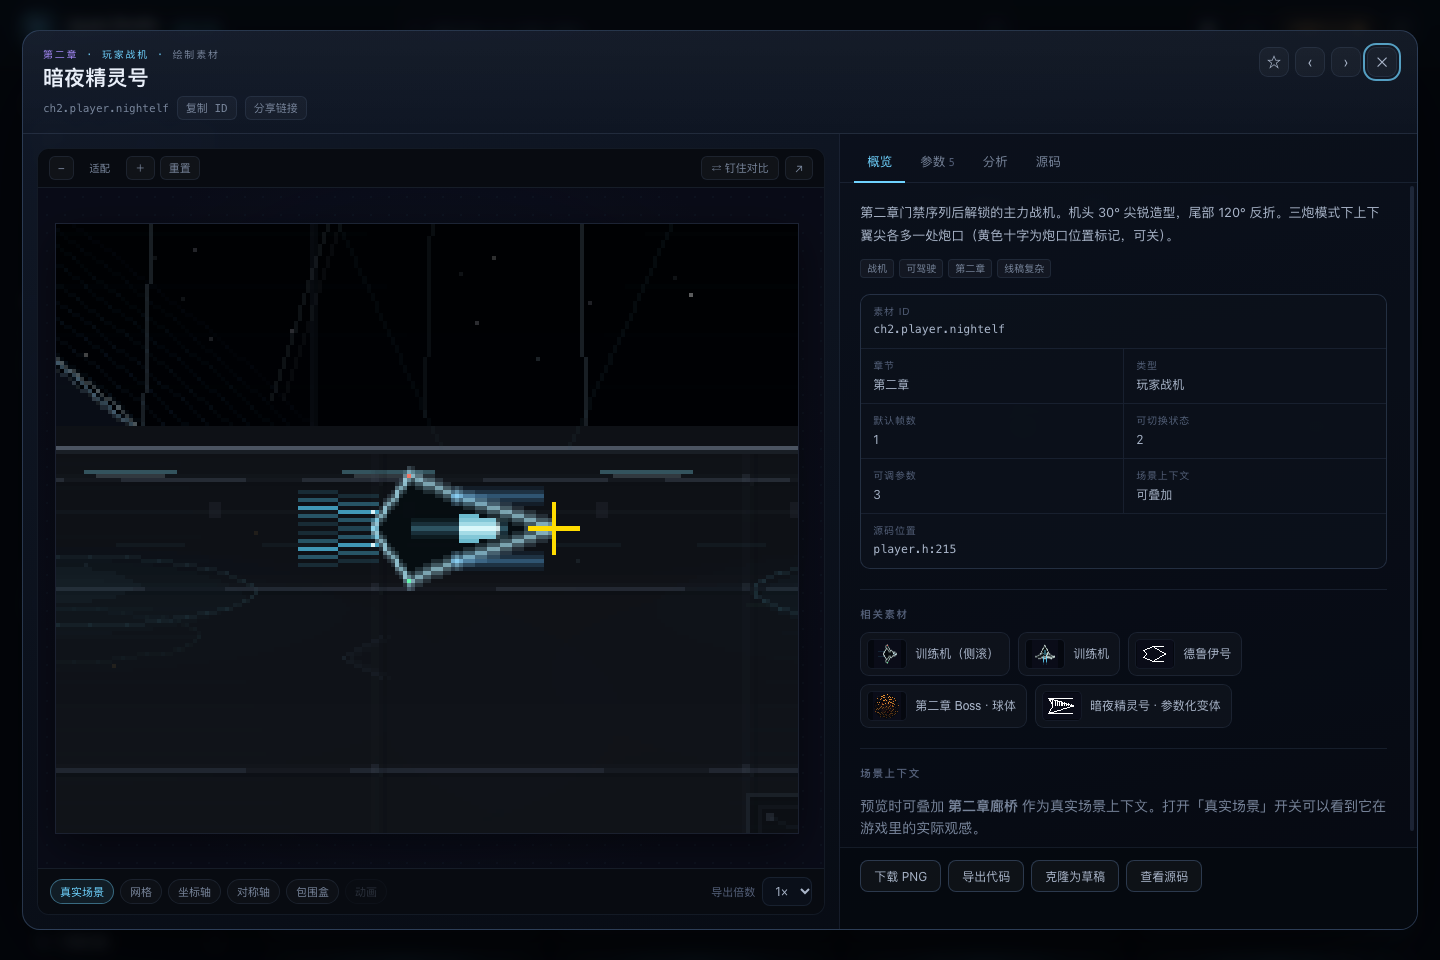 第二章 · 玩家战机 · 绘制素材
暗夜精灵号
ch2.player.nightelf 复制 ID 分享链接
☆ ‹ › ×
− 适配 + 重置 ⇄ 钉住对比 ↗
概览 参数 5 分析 源码
第二章门禁序列后解锁的主力战机。机头 30° 尖锐造型，尾部 120° 反折。三炮模式下上下
翼尖各多一处炮口（黄色十字为炮口位置标记，可关）。
战机 可驾驶 第二章 线稿复杂
素材 ID
ch2.player.nightelf
章节 类型
第二章 玩家战机
默认帧数 可切换状态
1 2
可调参数 场景上下文
3 可叠加
源码位置
player.h:215
相关素材
训练机（侧滚） 训练机 德鲁伊号
第二章 Boss · 球体 暗夜精灵号 · 参数化变体
场景上下文
预览时可叠加 第二章廊桥 作为真实场景上下文。打开「真实场景」开关可以看到它在
游戏里的实际观感。
真实场景 网格 坐标轴 对称轴 包围盒 动画 导出倍数 1×
下载 PNG 导出代码 克隆为草稿 查看源码